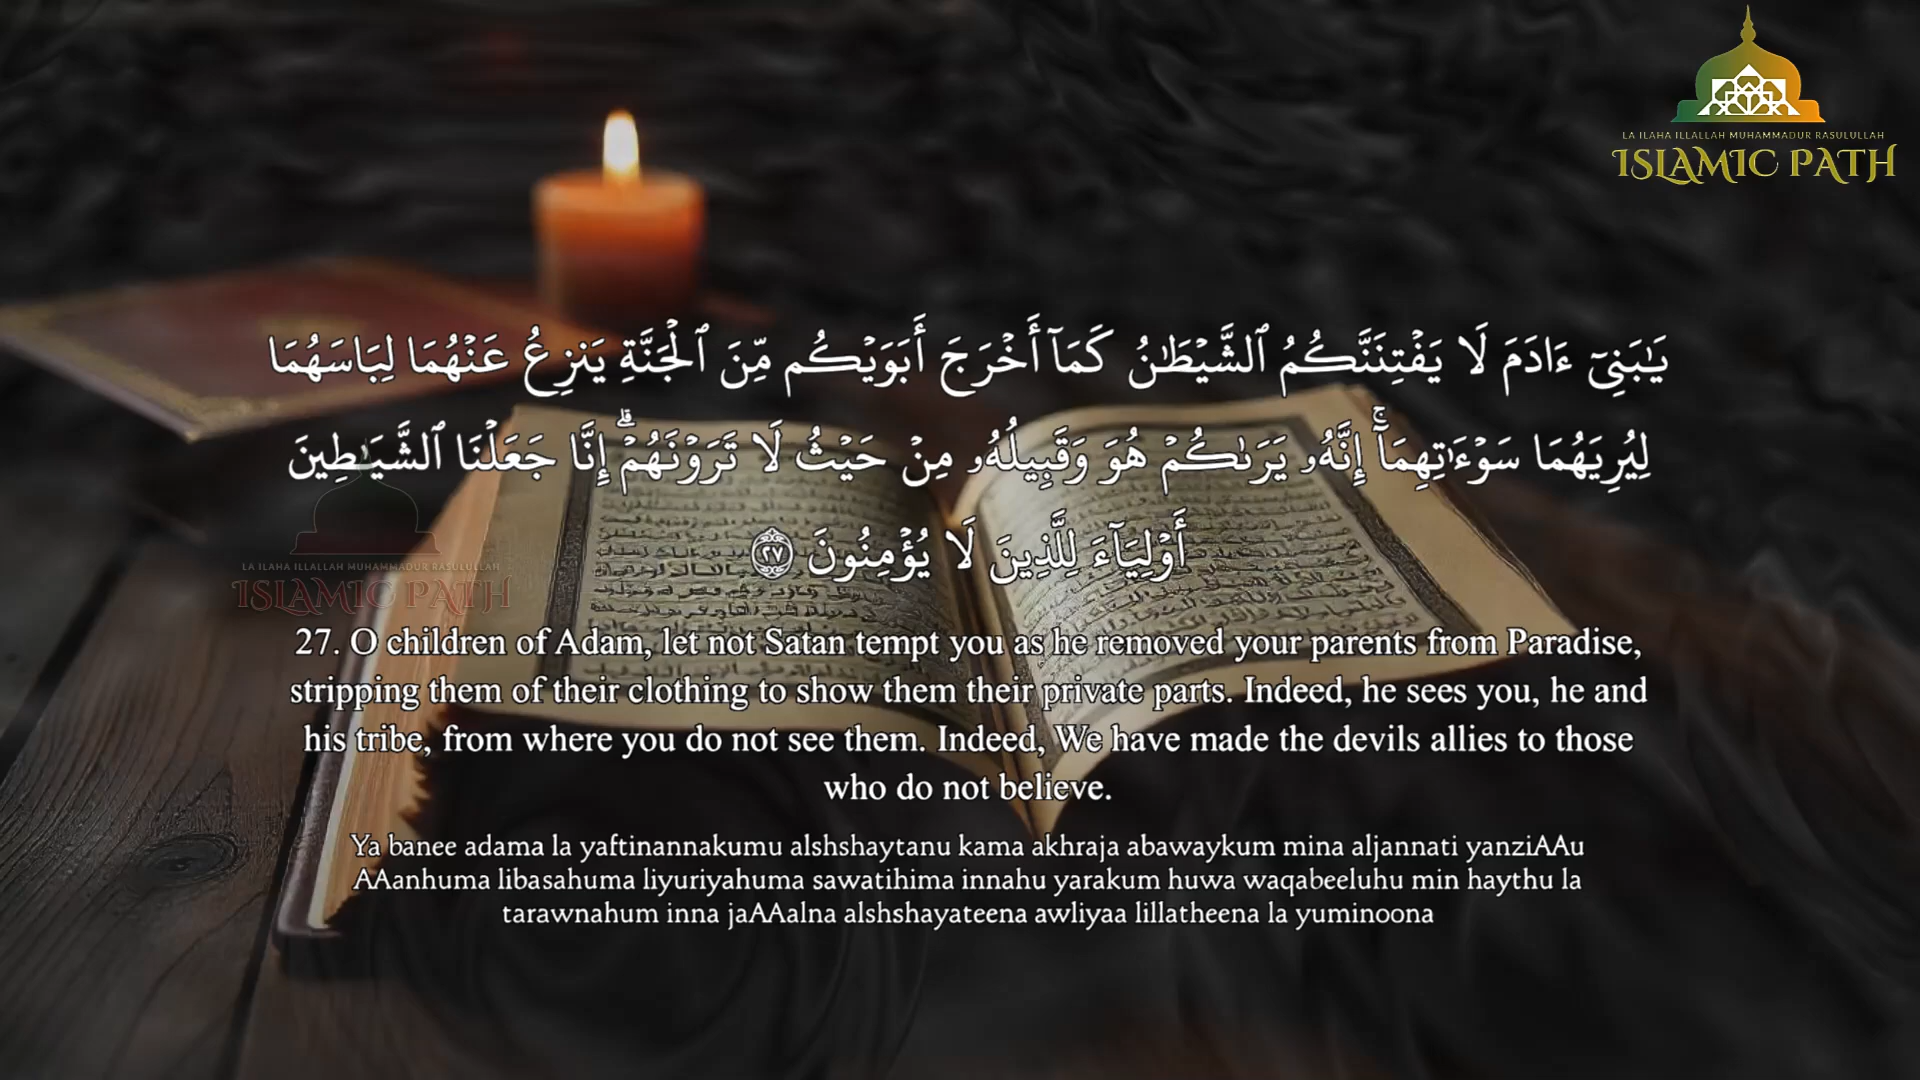 LA ILAHA ILLALLAH MUHAMMADUR RASULULLAH
ISLAMIC PATH
يَـٰبَنِىٓ ءَادَمَ لَا يَفْتِنَنَّكُمُ ٱلشَّيْطَـٰنُ كَمَآ أَخْرَجَ أَبَوَيْكُم مِّنَ ٱلْجَنَّةِ يَنزِعُ عَنْهُمَا لِبَاسَهُمَا
لِيُرِيَهُمَا سَوْءَٰتِهِمَآ ۚ إِنَّهُۥ يَرَىٰكُمْ هُوَ وَقَبِيلُهُۥ مِنْ حَيْثُ لَا تَرَوْنَهُمْ ۗ إِنَّا جَعَلْنَا ٱلشَّيَـٰطِينَ
أَوْلِيَآءَ لِلَّذِينَ لَا يُؤْمِنُونَ ٢٧
LA ILAHA ILLALLAH MUHAMMADUR RASULULLAH
ISLAMIC PATH
27. O children of Adam, let not Satan tempt you as he removed your parents from Paradise,
stripping them of their clothing to show them their private parts. Indeed, he sees you, he and
his tribe, from where you do not see them. Indeed, We have made the devils allies to those
who do not believe.
Ya banee adama la yaftinannakumu alshshaytanu kama akhraja abawaykum mina aljannati yanziAAu
AAanhuma libasahuma liyuriyahuma sawatihima innahu yarakum huwa waqabeeluhu min haythu la
tarawnahum inna jaAAalna alshshayateena awliyaa lillatheena la yuminoona